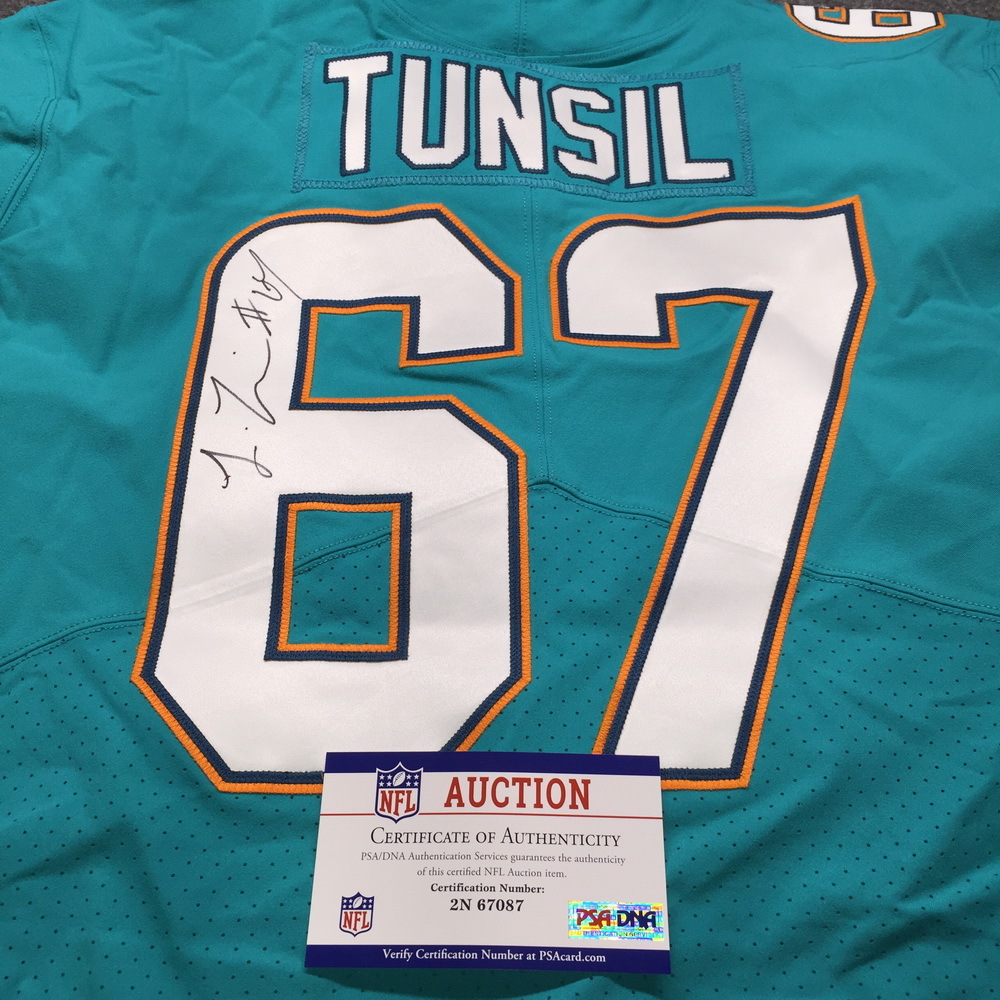 TUNSIL
67
#67
NFL AUCTION
CERTIFICATE OF AUTHENTICITY
PSA/DNA Authentication Services guarantees the authenticity
of this certified NFL Auction item.
Certification Number:
2N 67087
NFL
PSA DNA
Verify Certification Number at PSAcard.com